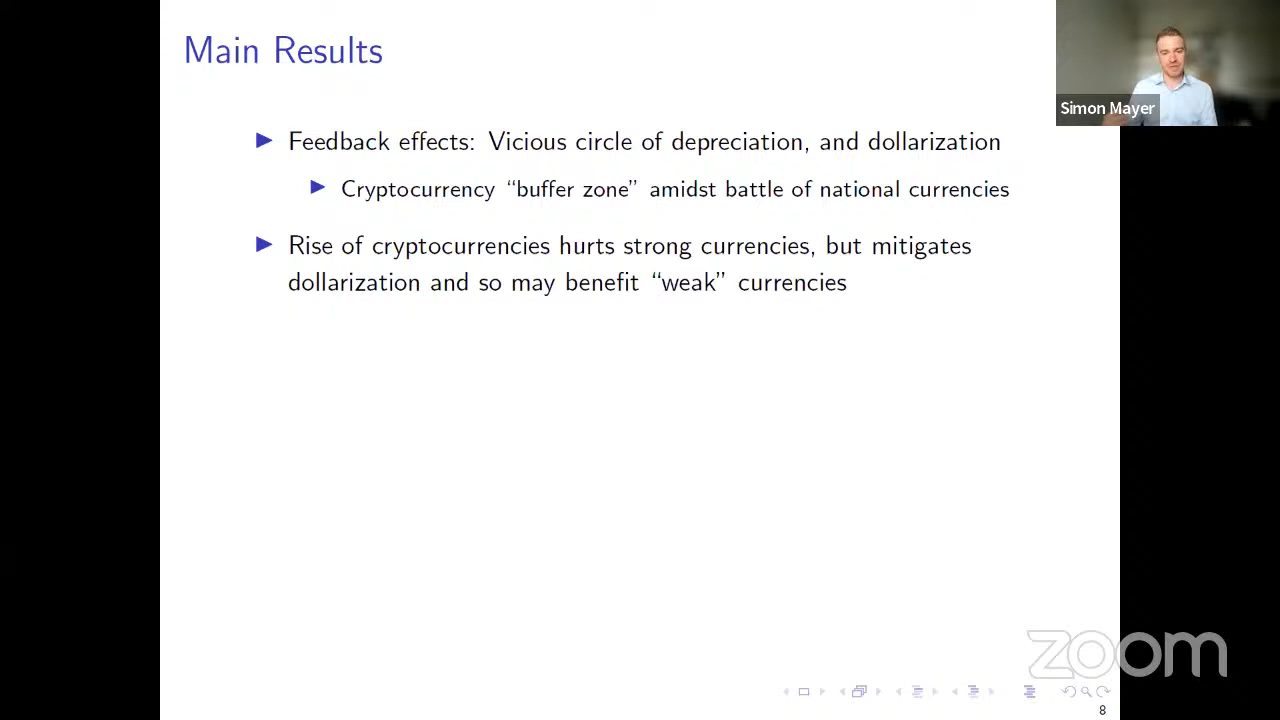 Main Results
Simon Mayer
Feedback effects: Vicious circle of depreciation, and dollarization
Cryptocurrency “buffer zone” amidst battle of national currencies
Rise of cryptocurrencies hurts strong currencies, but mitigates
dollarization and so may benefit “weak” currencies
zoom
8